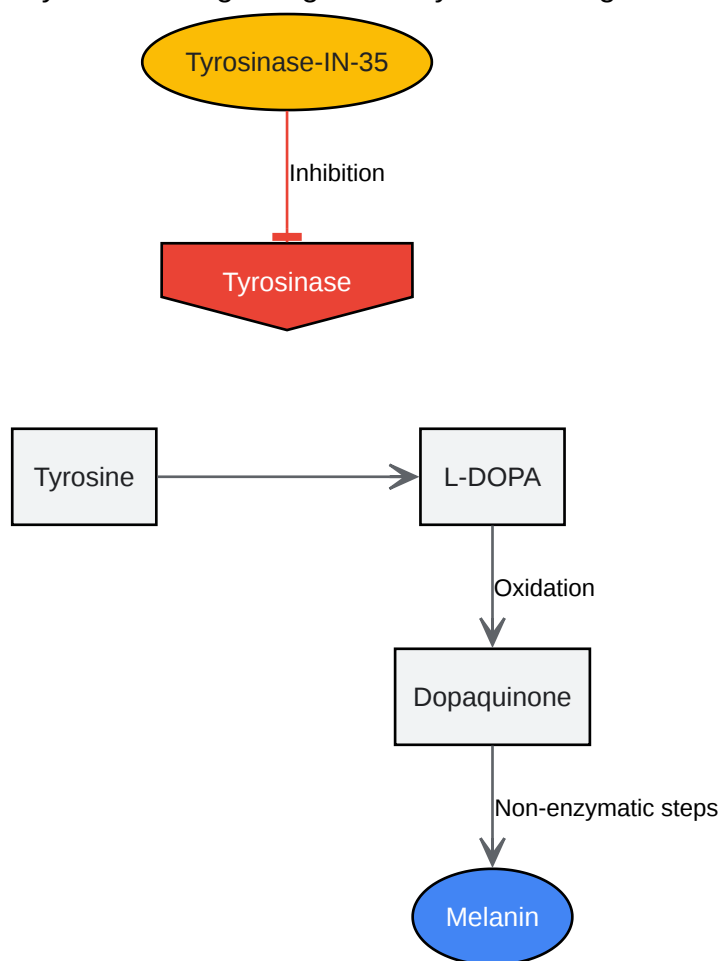 Tyrosinase-IN-35
Inhibition
Tyrosinase
Tyrosine
L-DOPA
Oxidation
Dopaquinone
Non-enzymatic steps
Melanin